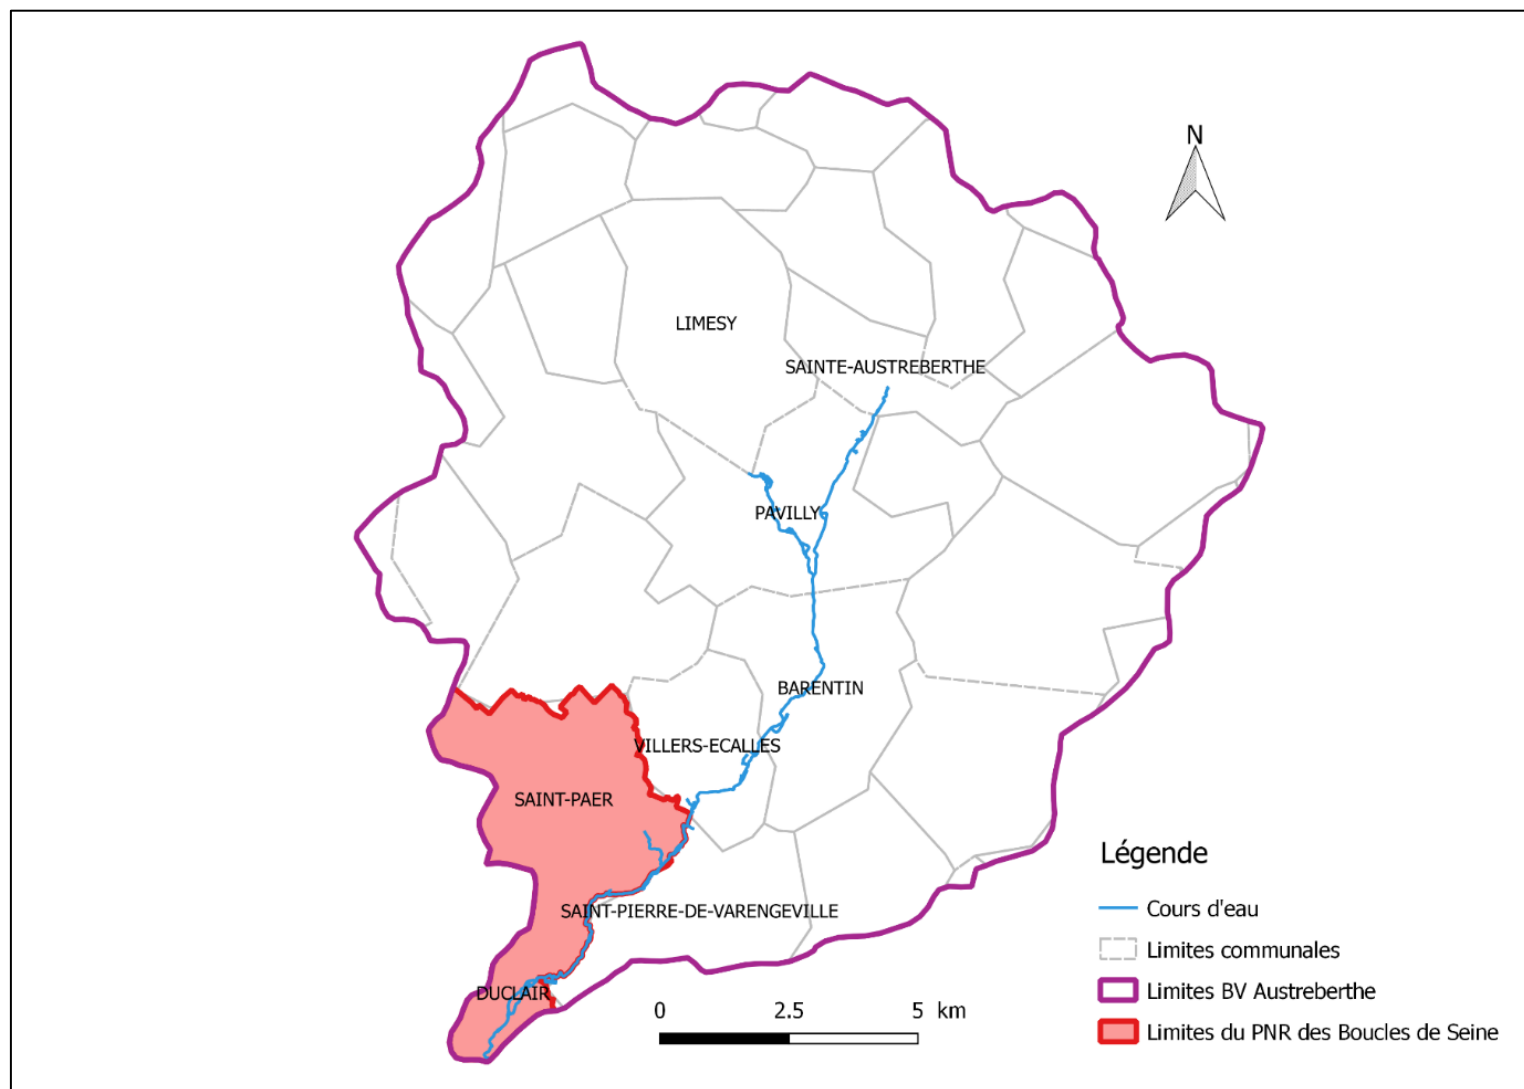 N
LIMESY
SAINTE-AUSTREBERTHE
PAVILLY
BARENTIN
VILLERS-ECALLES
SAINT-PAER
SAINT-PIERRE-DE-VARENGEVILLE
DUCLAIR
0 2.5 5 km
Légende
Cours d'eau
Limites communales
Limites BV Austreberthe
Limites du PNR des Boucles de Seine